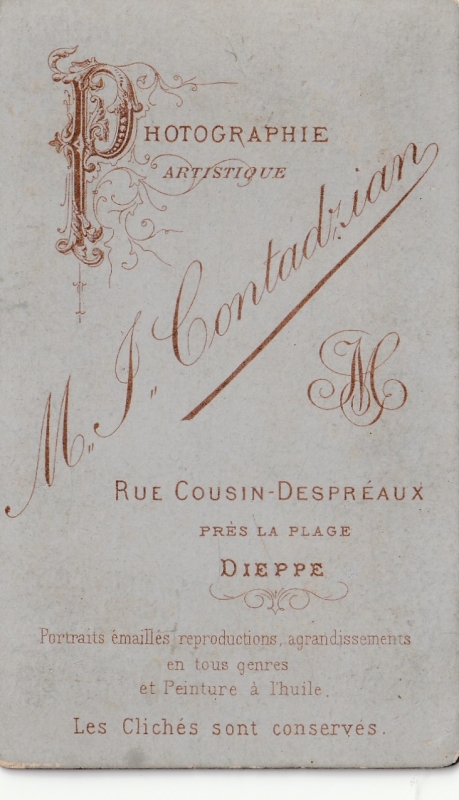 PHOTOGRAPHIE
ARTISTIQUE
M. J. Contadzian
RUE COUSIN-DESPRÉAUX
PRÈS LA PLAGE
DIEPPE
Portraits émaillés reproductions, agrandissements
en tous genres
et Peinture à l'huile.
Les Clichés sont conservés.